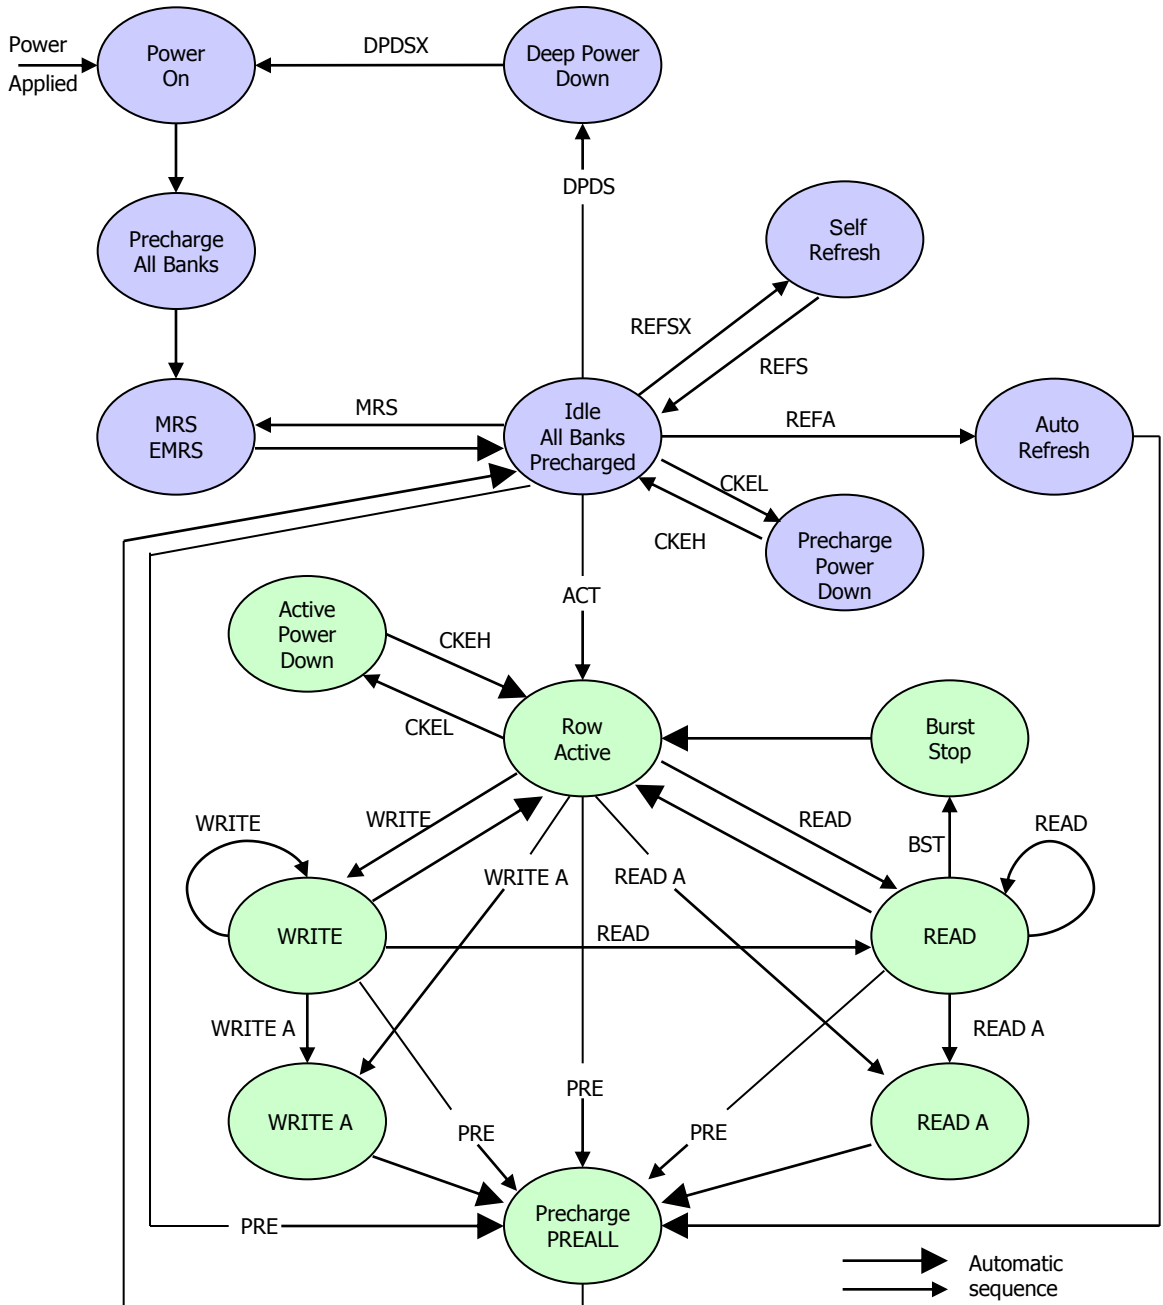 Power
Applied
Power
On
DPDSX
Deep Power
Down
DPDS
Precharge
All Banks
Self
Refresh
REFSX
REFS
MRS
EMRS
MRS
Idle
All Banks
Precharged
REFA
Auto
Refresh
CKEL
CKEH
Precharge
Power
Down
ACT
Active
Power
Down
CKEH
CKEL
Row
Active
Burst
Stop
WRITE
WRITE
READ
BST
READ
WRITE A
READ A
WRITE
READ
READ
WRITE A
READ A
PRE
WRITE A
PRE
PRE
READ A
PRE
Precharge
PREALL
Automatic
sequence